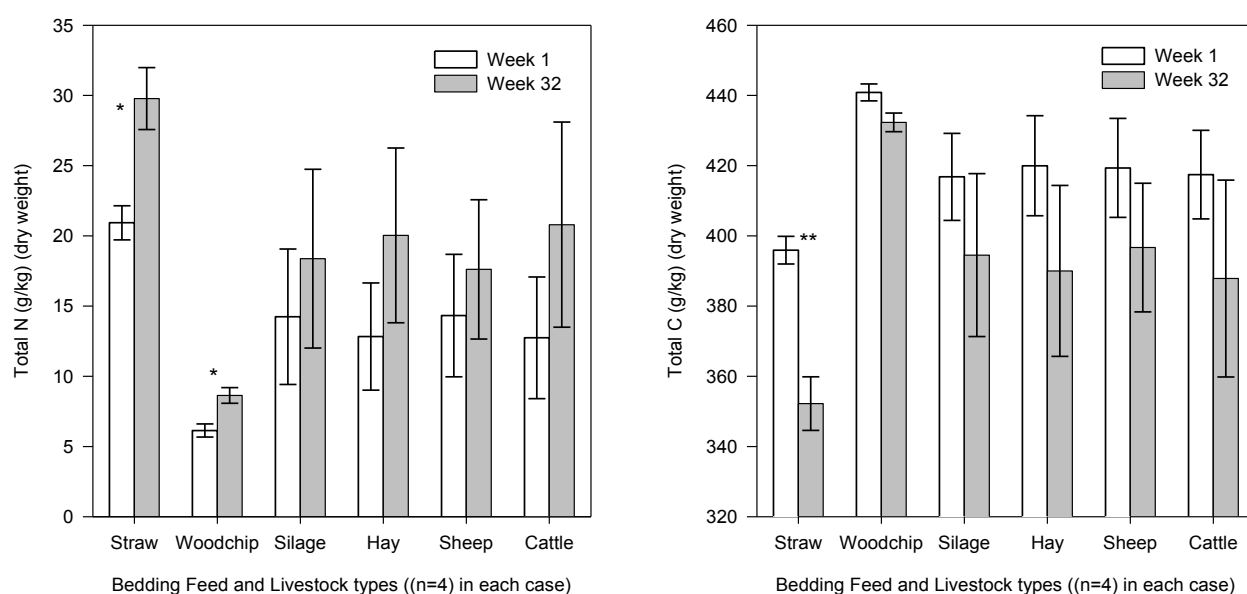 35
30
25
20
15
10
5
0
Total N (g/kg) (dry weight)
Week 1
Week 32
*
*
Straw Woodchip Silage Hay Sheep Cattle
Bedding Feed and Livestock types ((n=4) in each case)
460
440
420
400
380
360
340
320
Total C (g/kg) (dry weight)
Week 1
Week 32
**
Straw Woodchip Silage Hay Sheep Cattle
Bedding Feed and Livestock types ((n=4) in each case)